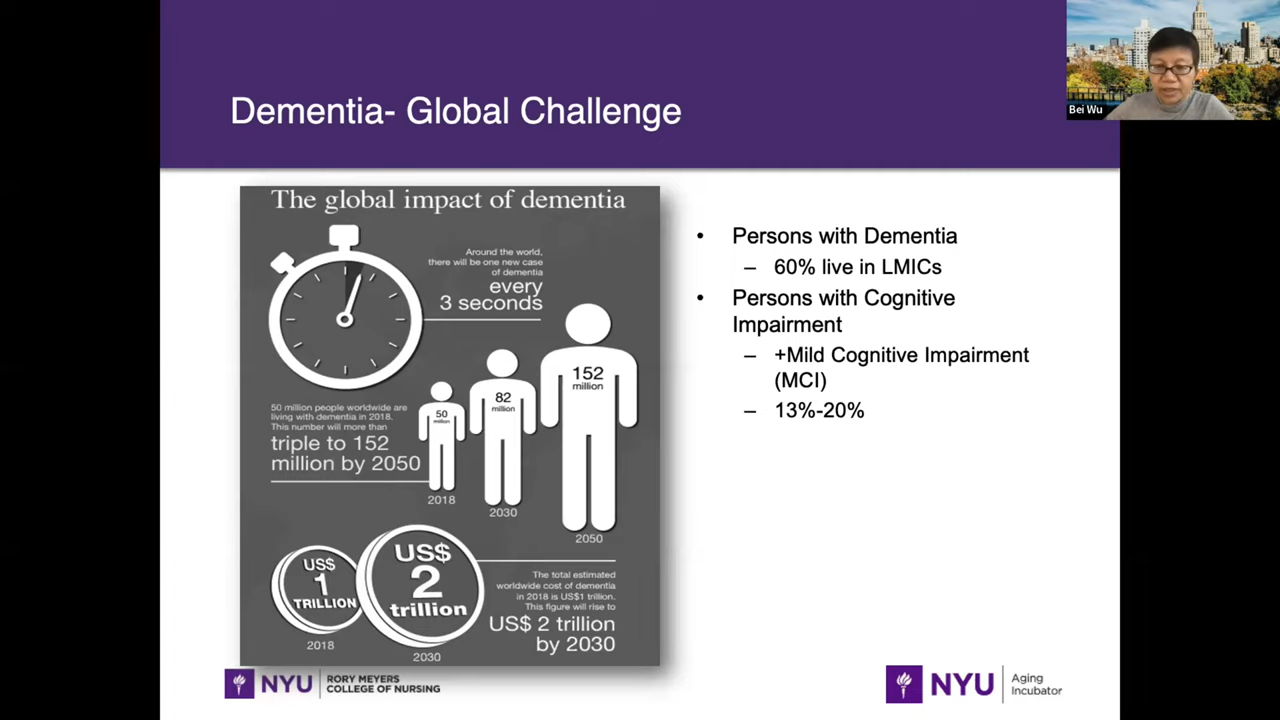 Dementia- Global Challenge
Bei Wu
The global impact of dementia
Around the world,
there will be one new case
of dementia
every
3 seconds
50 million people worldwide are
living with dementia in 2018.
This number will more than
triple to 152
million by 2050
50
million
2018
82
million
2030
152
million
2050
US$
1
TRILLION
2018
US$
2
trillion
2030
The total estimated
worldwide cost of dementia
in 2018 is US$1 trillion.
This figure will rise to
US$ 2 trillion
by 2030
• Persons with Dementia
– 60% live in LMICs
• Persons with Cognitive
Impairment
– +Mild Cognitive Impairment
(MCI)
– 13%-20%
NYU
RORY MEYERS
COLLEGE OF NURSING
NYU
Aging
Incubator